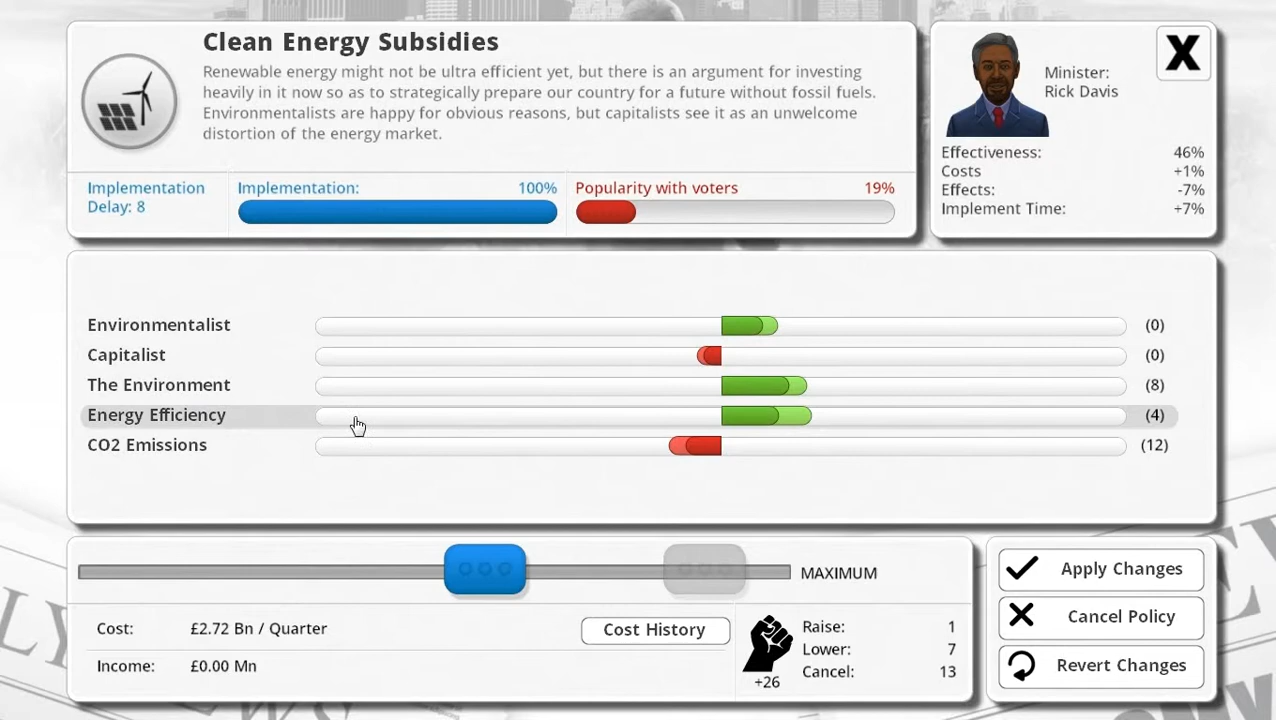 Clean Energy Subsidies
Renewable energy might not be ultra efficient yet, but there is an argument for investing
heavily in it now so as to strategically prepare our country for a future without fossil fuels.
Environmentalists are happy for obvious reasons, but capitalists see it as an unwelcome
distortion of the energy market.
Implementation
Delay: 8
Implementation: 100%
Popularity with voters 19%
X
Minister:
Rick Davis
Effectiveness: 46%
Costs +1%
Effects: -7%
Implement Time: +7%
Environmentalist (0)
Capitalist (0)
The Environment (8)
Energy Efficiency (4)
CO2 Emissions (12)
MAXIMUM
Cost: £2.72 Bn / Quarter
Cost History
Income: £0.00 Mn
+26
Raise: 1
Lower: 7
Cancel: 13
Apply Changes
Cancel Policy
Revert Changes